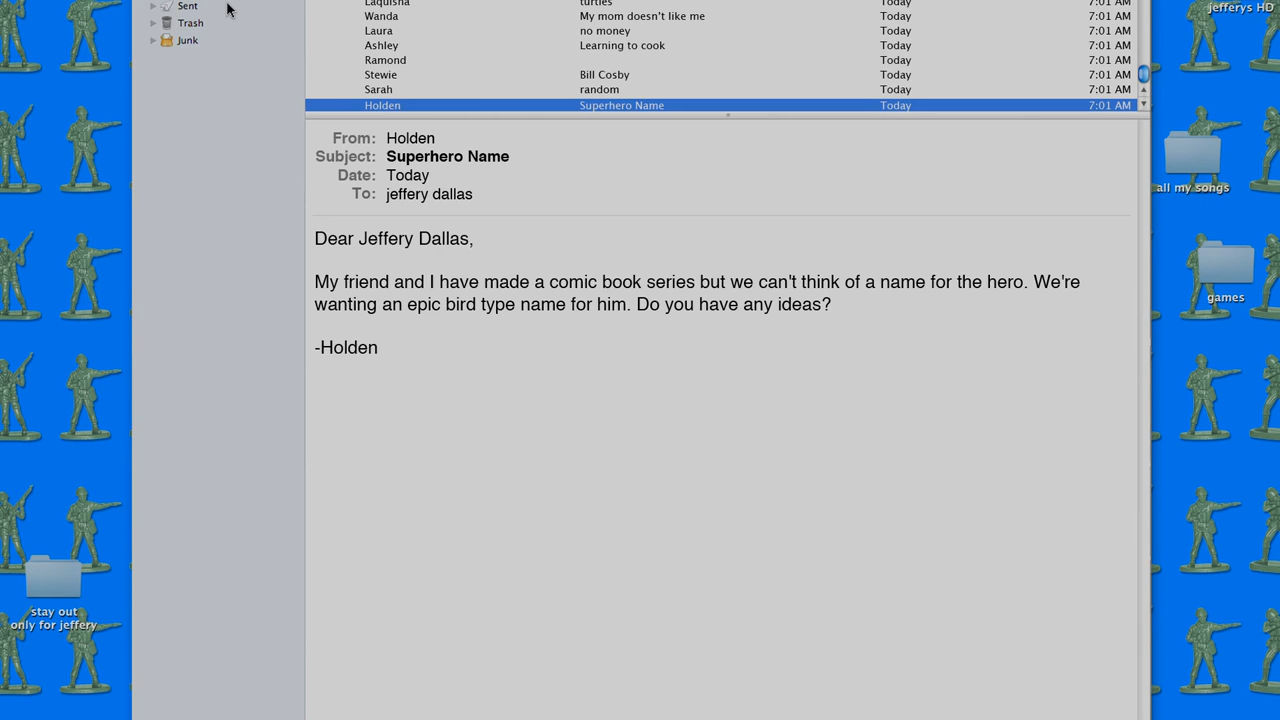 Sent
Trash
Junk
Laquisha turtles Today 7:01 AM
Wanda My mom doesn't like me Today 7:01 AM
Laura no money Today 7:01 AM
Ashley Learning to cook Today 7:01 AM
Ramond Today 7:01 AM
Stewie Bill Cosby Today 7:01 AM
Sarah random Today 7:01 AM
Holden Superhero Name Today 7:01 AM
From: Holden
Subject: Superhero Name
Date: Today
To: jeffery dallas
Dear Jeffery Dallas,
My friend and I have made a comic book series but we can't think of a name for the hero. We're
wanting an epic bird type name for him. Do you have any ideas?
-Holden
jefferys HD
all my songs
games
stay out
only for jeffery